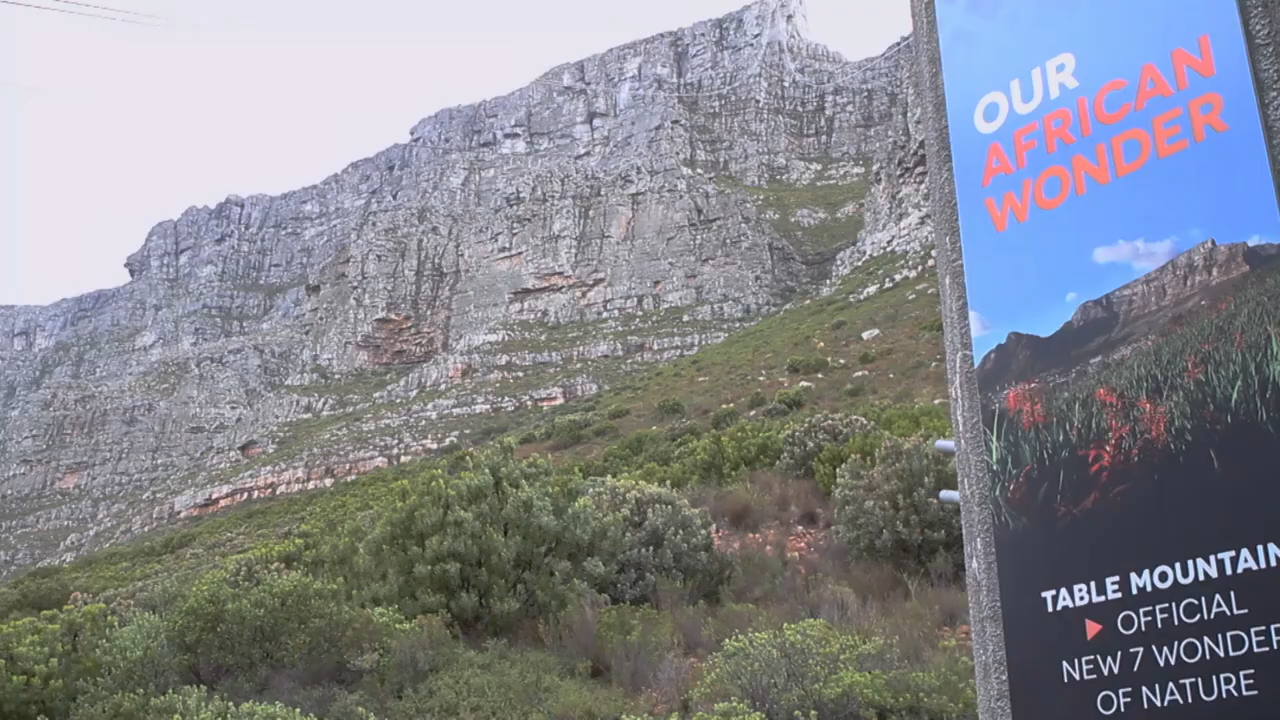 OUR
AFRICAN
WONDER
TABLE MOUNTAIN
OFFICIAL
NEW 7 WONDER
OF NATURE